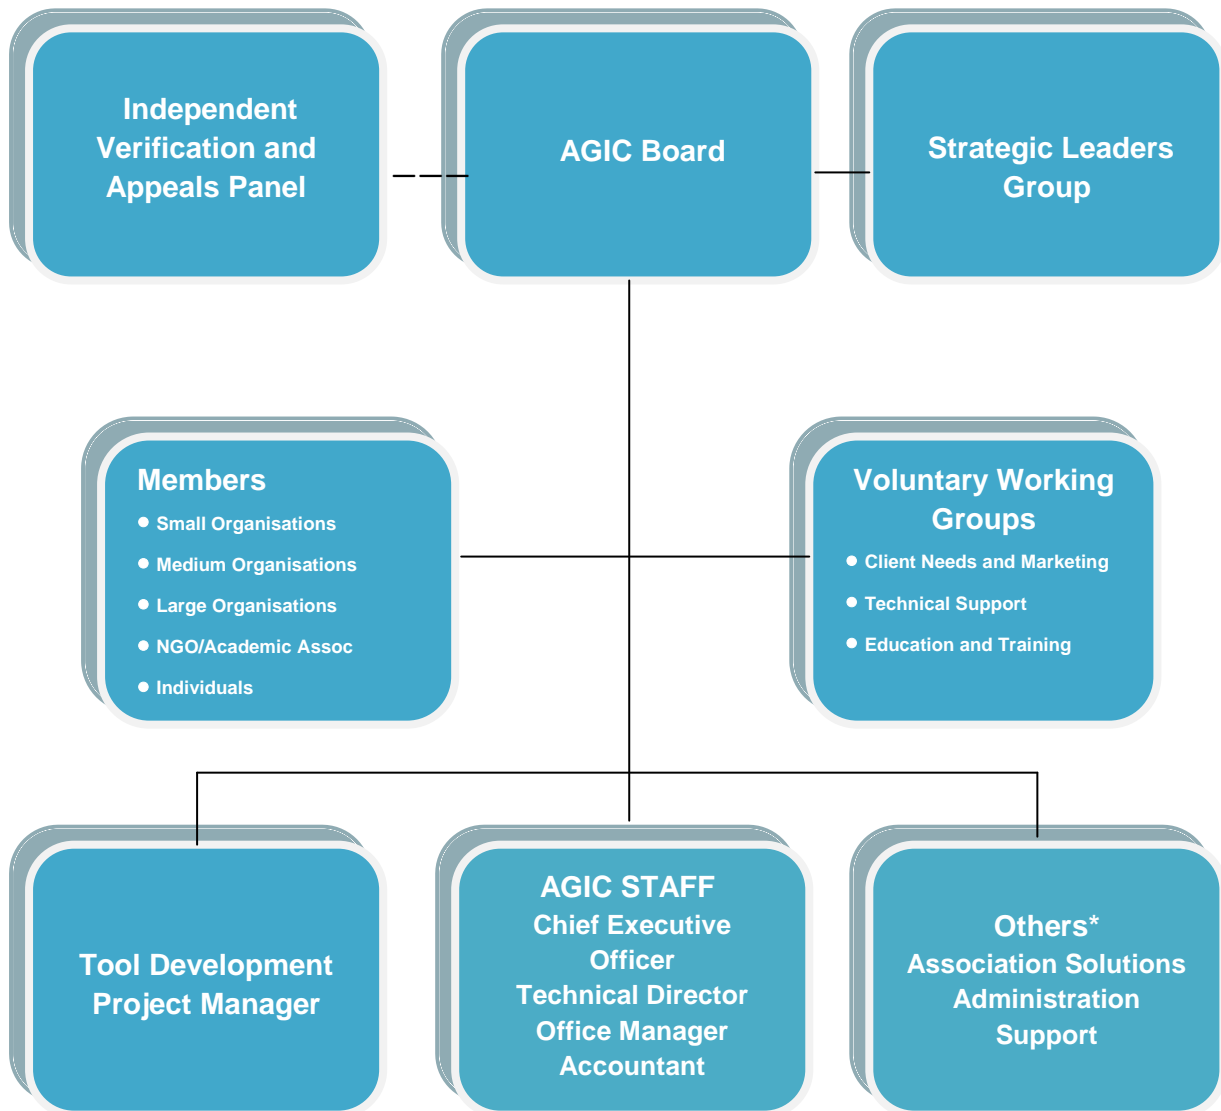 Independent
Verification and
Appeals Panel
AGIC Board
Strategic Leaders
Group
Members
● Small Organisations
● Medium Organisations
● Large Organisations
● NGO/Academic Assoc
● Individuals
Voluntary Working
Groups
● Client Needs and Marketing
● Technical Support
● Education and Training
Tool Development
Project Manager
AGIC STAFF
Chief Executive
Officer
Technical Director
Office Manager
Accountant
Others*
Association Solutions
Administration
Support